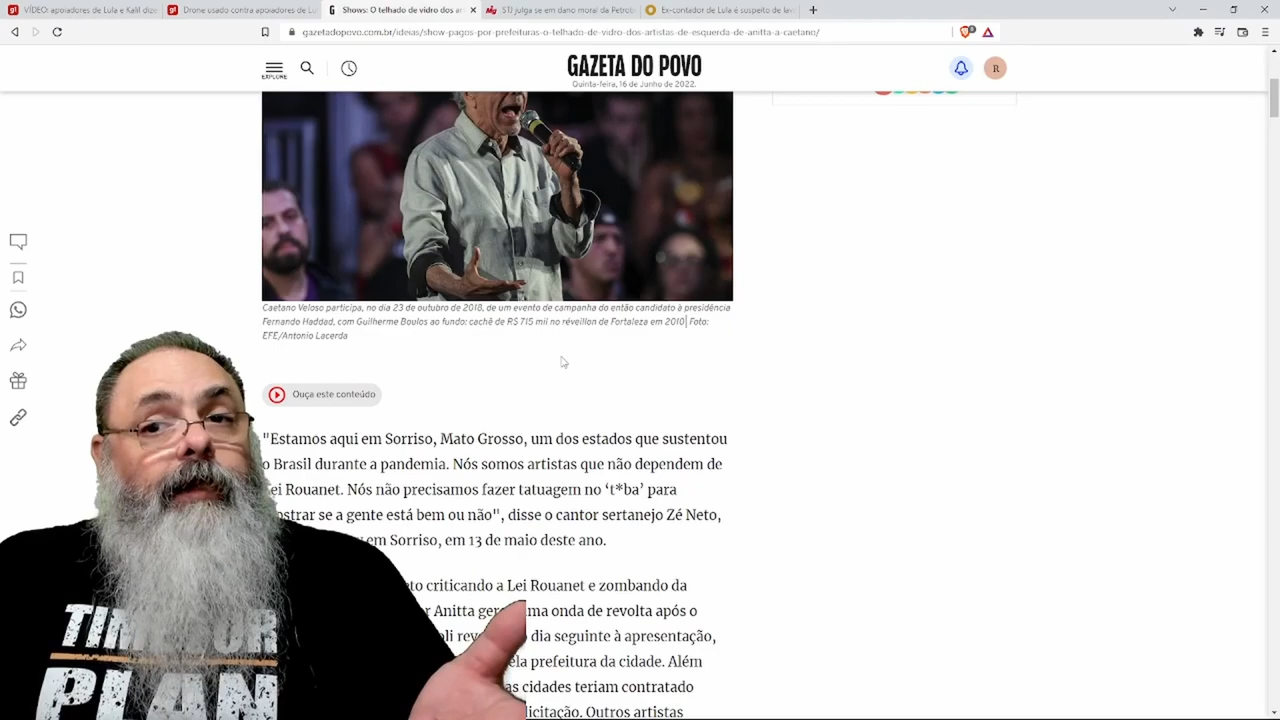 VÍDEO: apoiadores de Lula e Kalil dize
Drone usado contra apoiadores de Lu
Shows: O telhado de vidro dos ar
STJ julga se em dano moral da Petrob
Ex-contador de Lula é suspeito de lav
gazetadopovo.com.br/ideias/show-pagos-por-prefeituras-o-telhado-de-vidro-dos-artistas-de-esquerda-de-anitta-a-caetano/
EXPLORE
GAZETA DO POVO
Quinta-feira, 16 de Junho de 2022.
R
Caetano Veloso participa, no dia 23 de outubro de 2018, de um evento de campanha do então candidato à presidência
Fernando Haddad, com Guilherme Boulos ao fundo: cachê de R$ 715 mil no réveillon de Fortaleza em 2010| Foto:
EFE/Antonio Lacerda
Ouça este conteúdo
"Estamos aqui em Sorriso, Mato Grosso, um dos estados que sustentou
o Brasil durante a pandemia. Nós somos artistas que não dependem de
Lei Rouanet. Nós não precisamos fazer tatuagem no 't*ba' para
ostrar se a gente está bem ou não", disse o cantor sertanejo Zé Neto,
em Sorriso, em 13 de maio deste ano.
to criticando a Lei Rouanet e zombando da
r Anitta ge ma onda de revolta após o
li rev dia seguinte à apresentação,
ela prefeitura da cidade. Além
as cidades teriam contratado
licitação. Outros artistas
PLAN